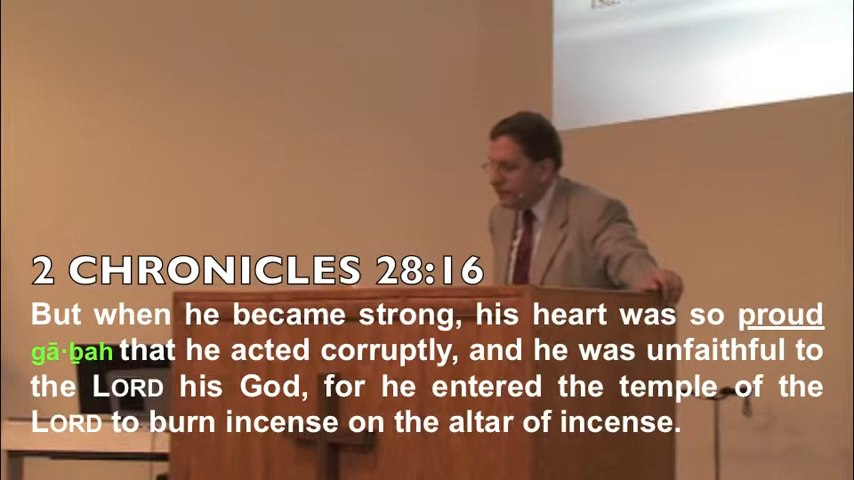 2 CHRONICLES 28:16
But when he became strong, his heart was so proud
gā·ḇah that he acted corruptly, and he was unfaithful to
the LORD his God, for he entered the temple of the
LORD to burn incense on the altar of incense.